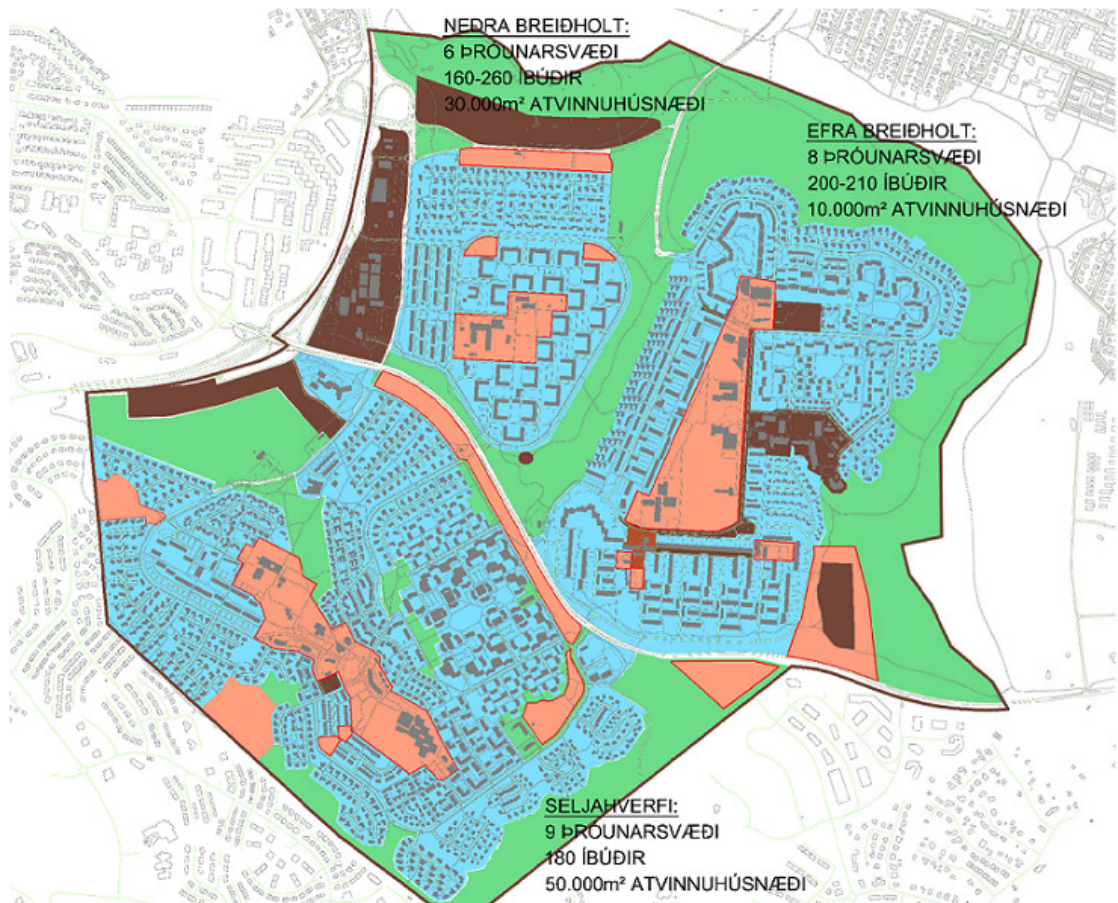 NEÐRA BREIÐHOLT:
6 ÞRÓUNARSVÆÐI
160-260 ÍBÚÐIR
30.000m² ATVINNUHÚSNÆÐI
EFRA BREIÐHOLT:
8 ÞRÓUNARSVÆÐI
200-210 ÍBÚÐIR
10.000m² ATVINNUHÚSNÆÐI
SELJAHVERFI:
9 ÞRÓUNARSVÆÐI
180 ÍBÚÐIR
50.000m² ATVINNUHÚSNÆÐI